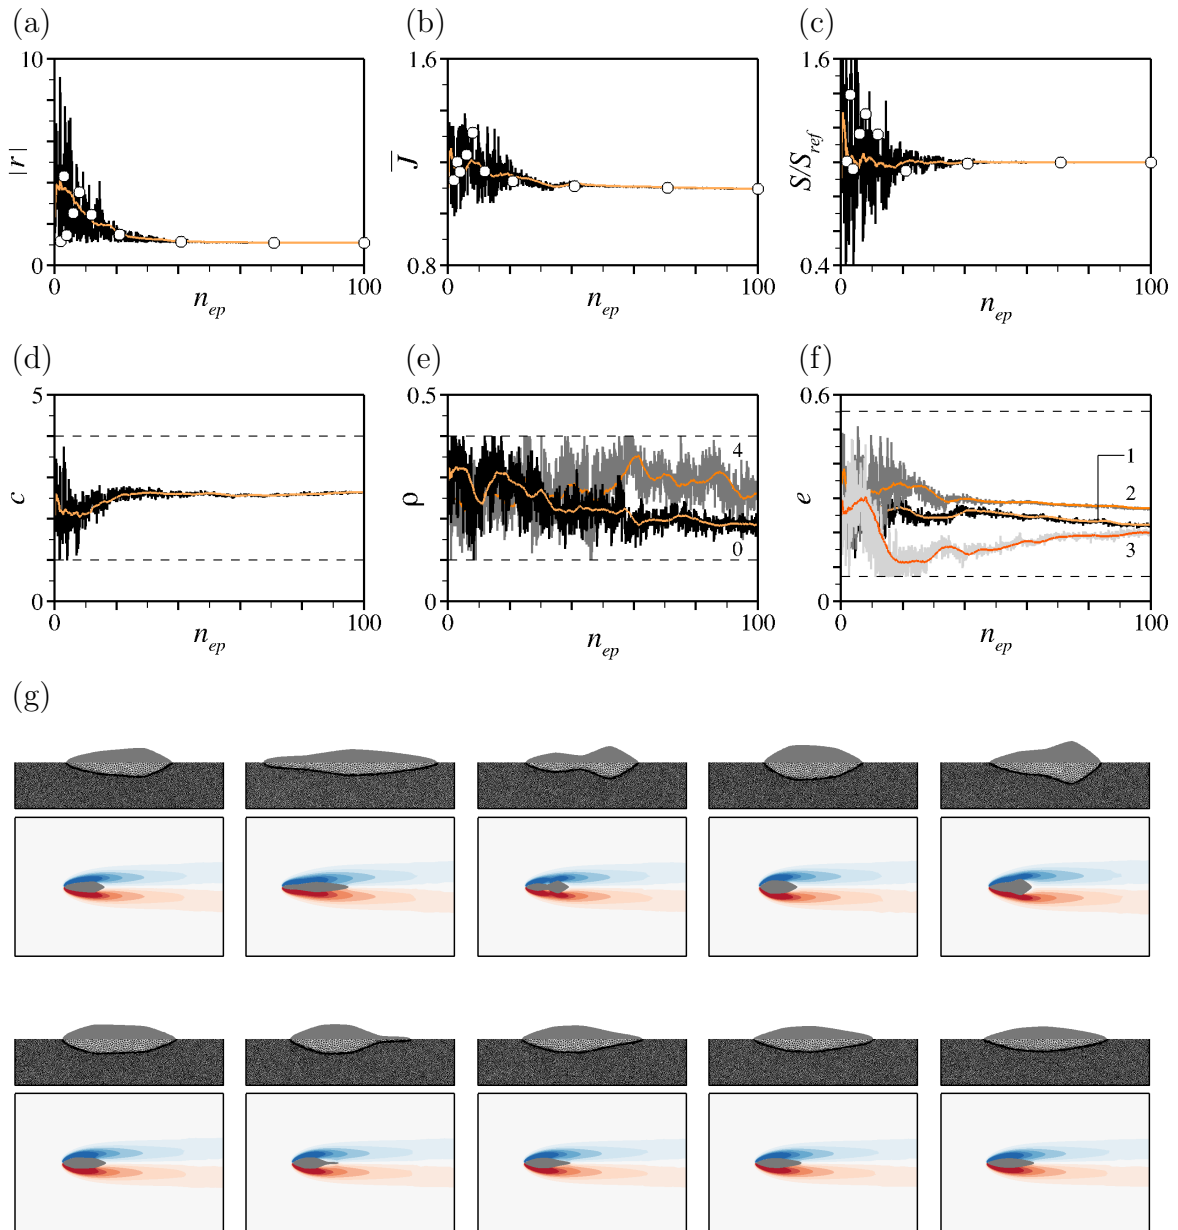 (a) (b) (c)
10 1.6 1.6
|r| J S/S_ref
0 0.8 0.4
0 100 0 100 0 100
n_ep n_ep n_ep
(d) (e) (f)
5 0.5 0.6
4 1
c ρ e 2
0 3
0 0 0
0 100 0 100 0 100
n_ep n_ep n_ep
(g)